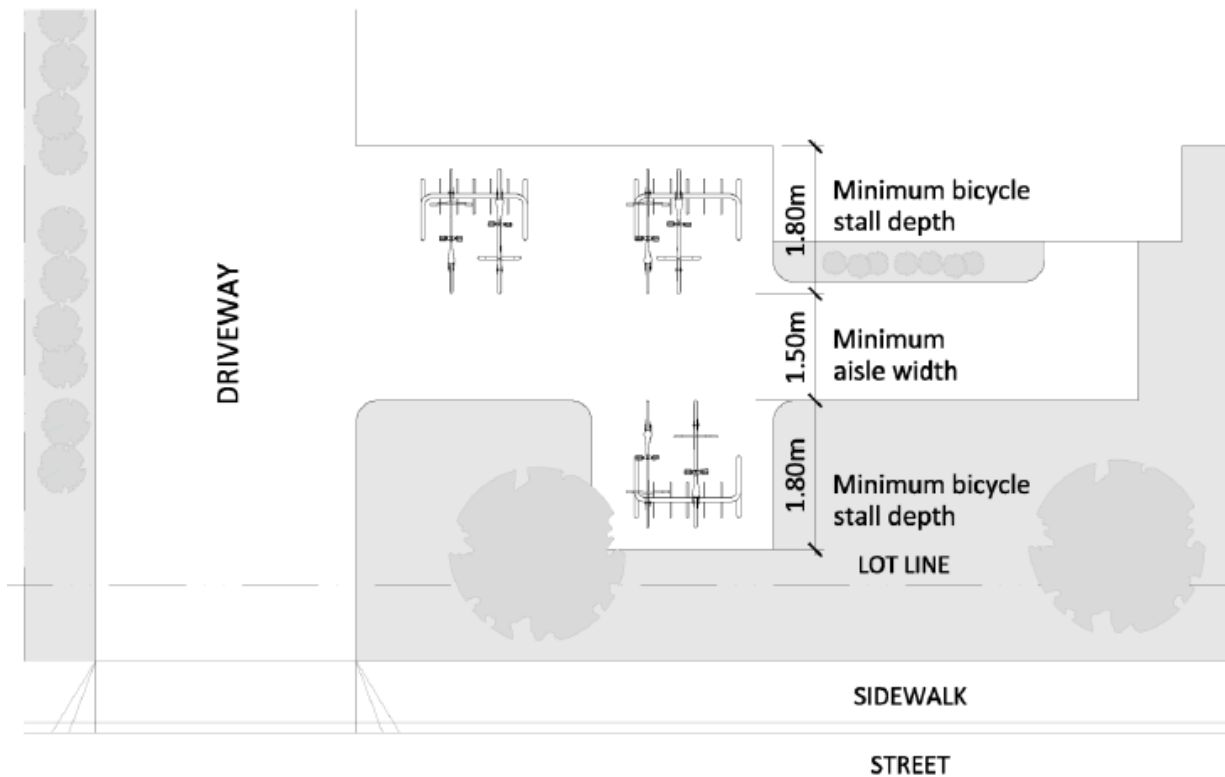 DRIVEWAY
1.80m
Minimum bicycle
stall depth
1.50m
Minimum
aisle width
1.80m
Minimum bicycle
stall depth
LOT LINE
SIDEWALK
STREET